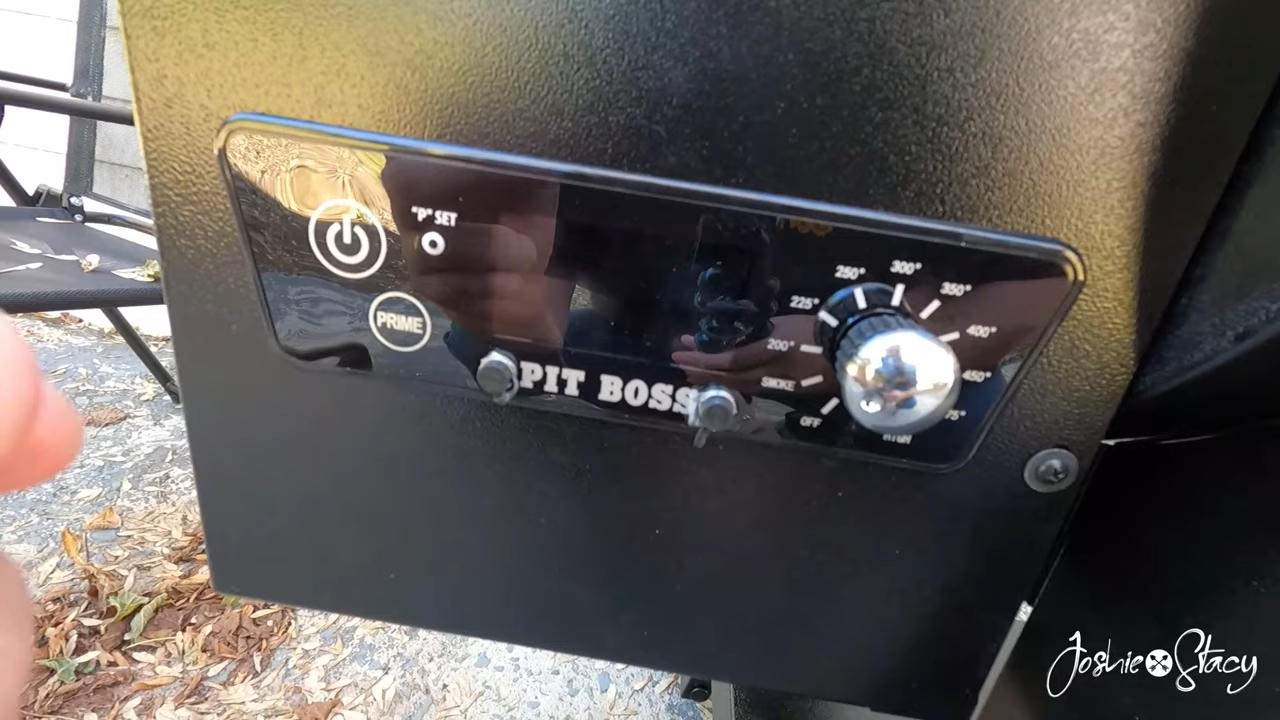 "P" SET
PRIME
PIT BOSS
OFF
SMOKE
200°
225°
250°
300°
350°
400°
450°
HIGH
Joshie Stacy